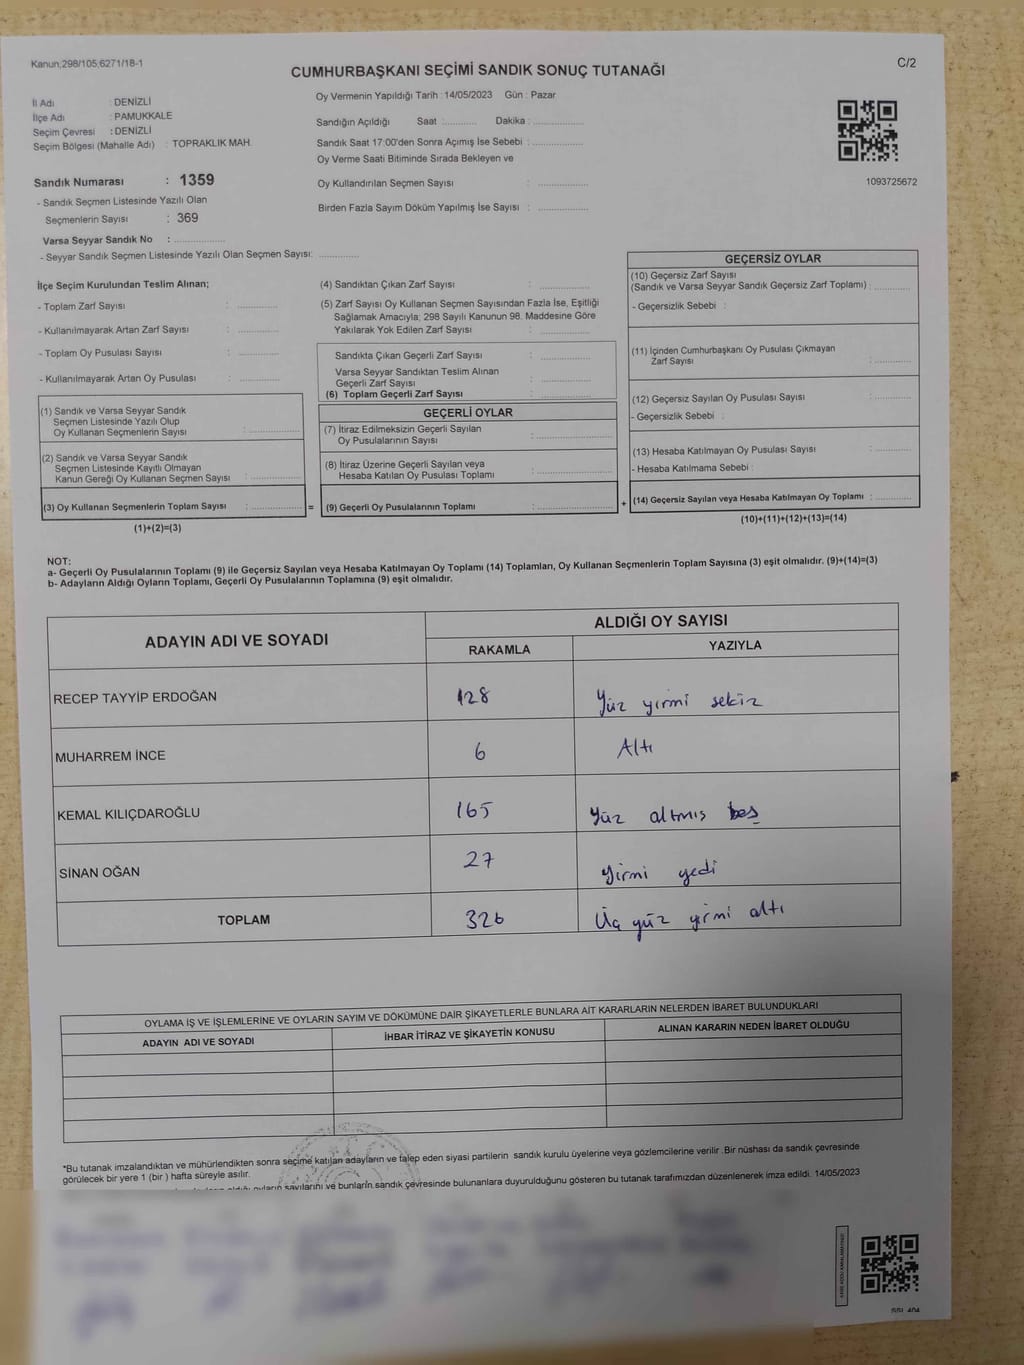 Kanun;298/105;6271/18-1
C/2
CUMHURBAŞKANI SEÇİMİ SANDIK SONUÇ TUTANAĞI
İl Adı : DENİZLİ
İlçe Adı : PAMUKKALE
Seçim Çevresi : DENİZLİ
Seçim Bölgesi (Mahalle Adı) : TOPRAKLIK MAH.
Oy Vermenin Yapıldığı Tarih : 14/05/2023 Gün : Pazar
Sandığın Açıldığı Saat :........... Dakika : ...............
Sandık Saat 17:00'den Sonra Açımış İse Sebebi : ...............
Oy Verme Saati Bitiminde Sırada Bekleyen ve
Oy Kullandırılan Seçmen Sayısı : ...............
Birden Fazla Sayım Döküm Yapılmış İse Sayısı : ...............
1093725672
Sandık Numarası : 1359
- Sandık Seçmen Listesinde Yazılı Olan
Seçmenlerin Sayısı : 369
Varsa Seyyar Sandık No : ...............
- Seyyar Sandık Seçmen Listesinde Yazılı Olan Seçmen Sayısı: ............
İlçe Seçim Kurulundan Teslim Alınan;
- Toplam Zarf Sayısı : ............
- Kullanılmayarak Artan Zarf Sayısı : ............
- Toplam Oy Pusulası Sayısı : ............
- Kullanılmayarak Artan Oy Pusulası : ............
(1) Sandık ve Varsa Seyyar Sandık
Seçmen Listesinde Yazılı Olup
Oy Kullanan Seçmenlerin Sayısı : ...............
(2) Sandık ve Varsa Seyyar Sandık
Seçmen Listesinde Kayıtlı Olmayan
Kanun Gereği Oy Kullanan Seçmen Sayısı : ...............
(3) Oy Kullanan Seçmenlerin Toplam Sayısı : ............... =
(1)+(2)=(3)
(4) Sandıktan Çıkan Zarf Sayısı : ...............
(5) Zarf Sayısı Oy Kullanan Seçmen Sayısından Fazla İse, Eşitliği
Sağlamak Amacıyla; 298 Sayılı Kanunun 98. Maddesine Göre
Yakılarak Yok Edilen Zarf Sayısı : ...............
Sandıkta Çıkan Geçerli Zarf Sayısı : ...............
Varsa Seyyar Sandıktan Teslim Alınan
Geçerli Zarf Sayısı : ...............
(6) Toplam Geçerli Zarf Sayısı : ...............
GEÇERLİ OYLAR
(7) İtiraz Edilmeksizin Geçerli Sayılan
Oy Pusulalarının Sayısı : ...............
(8) İtiraz Üzerine Geçerli Sayılan veya
Hesaba Katılan Oy Pusulası Toplamı : ...............
(9) Geçerli Oy Pusulalarının Toplamı : ............... +
GEÇERSİZ OYLAR
(10) Geçersiz Zarf Sayısı
(Sandık ve Varsa Seyyar Sandık Geçersiz Zarf Toplamı) : ............
- Geçersizlik Sebebi :
(11) İçinden Cumhurbaşkanı Oy Pusulası Çıkmayan
Zarf Sayısı : ............
(12) Geçersiz Sayılan Oy Pusulası Sayısı : ............
- Geçersizlik Sebebi :
(13) Hesaba Katılmayan Oy Pusulası Sayısı : ............
- Hesaba Katılmama Sebebi :
(14) Geçersiz Sayılan veya Hesaba Katılmayan Oy Toplamı : ............
(10)+(11)+(12)+(13)=(14)
NOT:
a- Geçerli Oy Pusulalarının Toplamı (9) ile Geçersiz Sayılan veya Hesaba Katılmayan Oy Toplamı (14) Toplamları, Oy Kullanan Seçmenlerin Toplam Sayısına (3) eşit olmalıdır. (9)+(14)=(3)
b- Adayların Aldığı Oyların Toplamı, Geçerli Oy Pusulalarının Toplamına (9) eşit olmalıdır.
ADAYIN ADI VE SOYADI ALDIĞI OY SAYISI
RAKAMLA YAZIYLA
RECEP TAYYİP ERDOĞAN 128 Yüz yirmi sekiz
MUHARREM İNCE 6 Altı
KEMAL KILIÇDAROĞLU 165 Yüz altmış beş
SİNAN OĞAN 27 Yirmi yedi
TOPLAM 326 Üç yüz yirmi altı
OYLAMA İŞ VE İŞLEMLERİNE VE OYLARIN SAYIM VE DÖKÜMÜNE DAİR ŞİKAYETLERLE BUNLARA AİT KARARLARIN NELERDEN İBARET BULUNDUKLARI
ADAYIN ADI VE SOYADI İHBAR İTİRAZ VE ŞİKAYETİN KONUSU ALINAN KARARIN NEDEN İBARET OLDUĞU
*Bu tutanak imzalandıktan ve mühürlendikten sonra seçime katılan adayların ve talep eden siyasi partilerin sandık kurulu üyelerine veya gözlemcilerine verilir .Bir nüshası da sandık çevresinde
görülecek bir yere 1 (bir ) hafta süreyle asılır.
oyların sayılarını ve bunların sandık çevresinde bulunanlara duyurulduğunu gösteren bu tutanak tarafımızdan düzenlenerek imza edildi. 14/05/2023